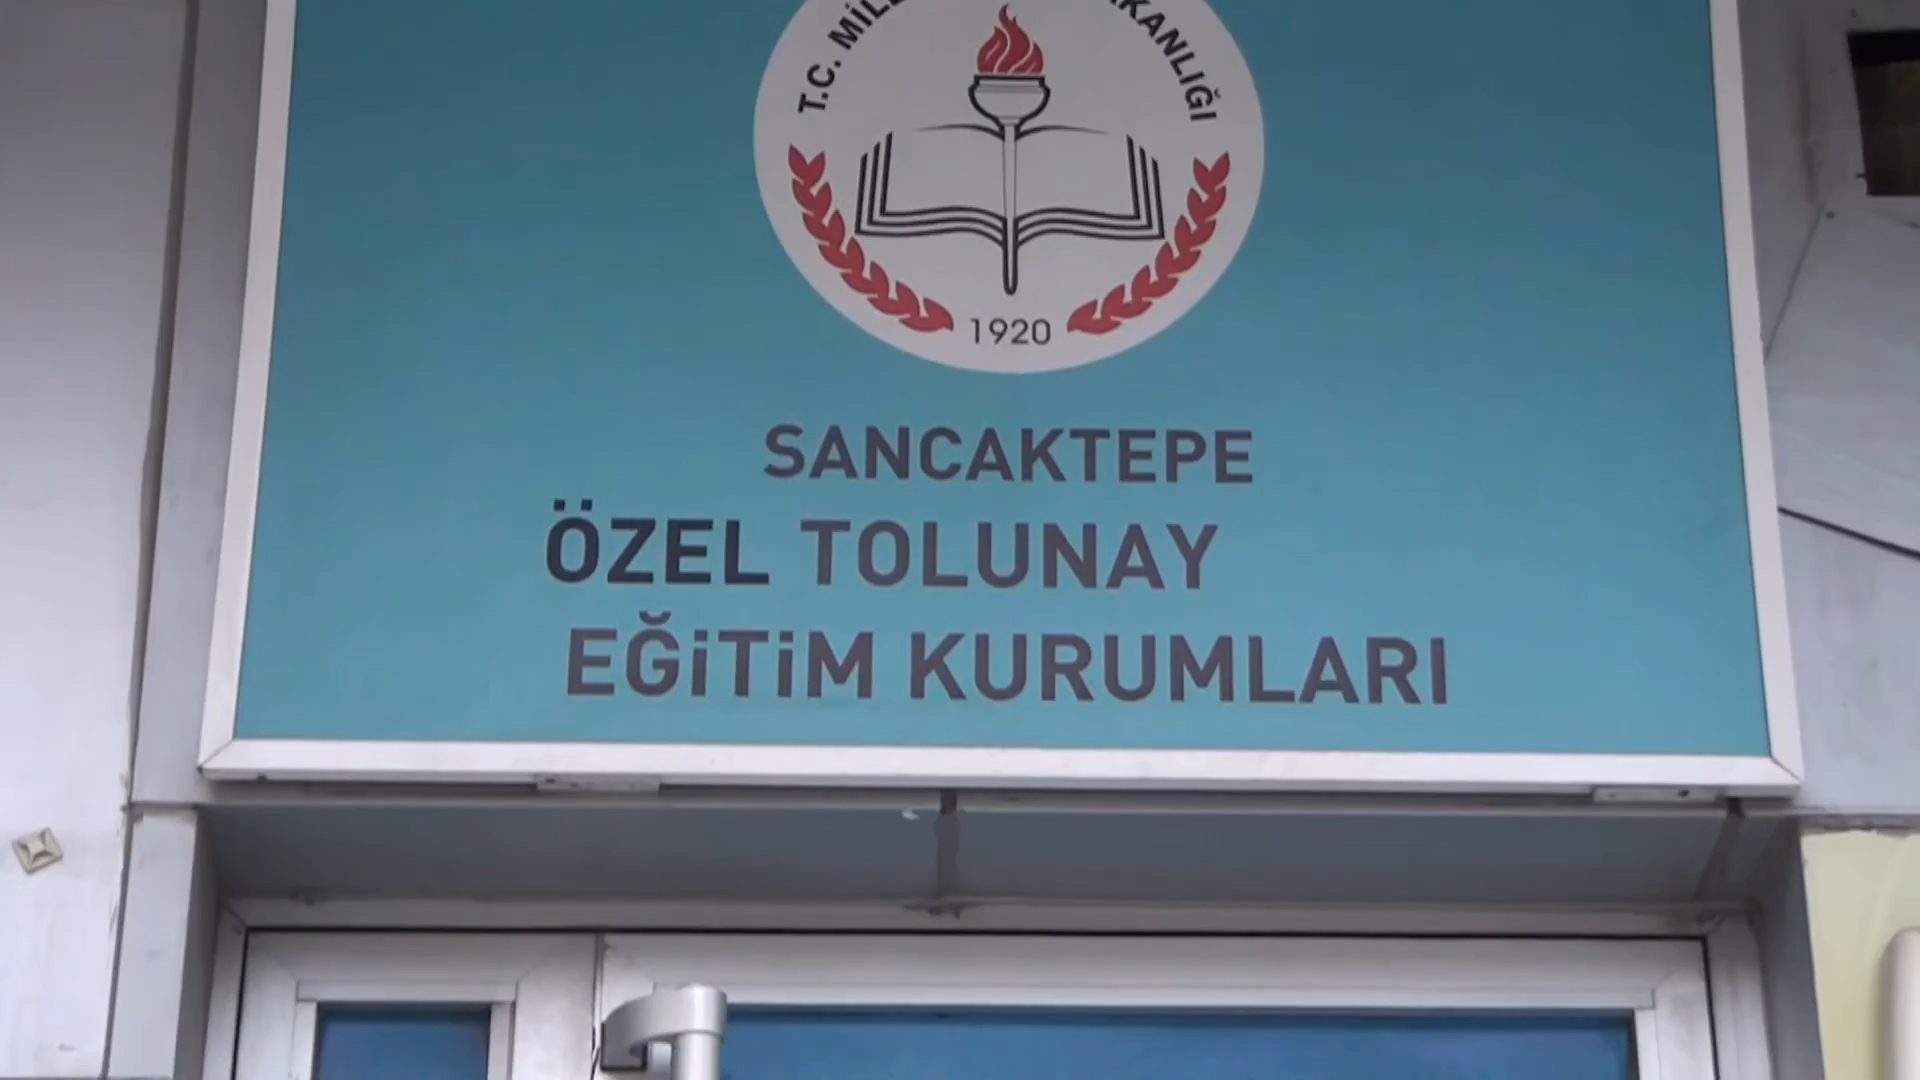 T.C.
1920
SANCAKTEPE
ÖZEL TOLUNAY
EĞİTİM KURUMLARI